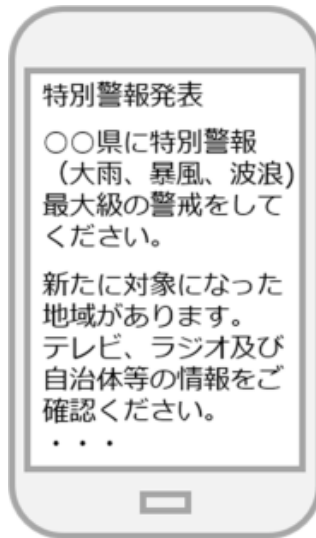 特別警報発表
○○県に特別警報
（大雨、暴風、波浪)
最大級の警戒をして
ください。
新たに対象になった
地域があります。
テレビ、ラジオ及び
自治体等の情報をご
確認ください。
・・・